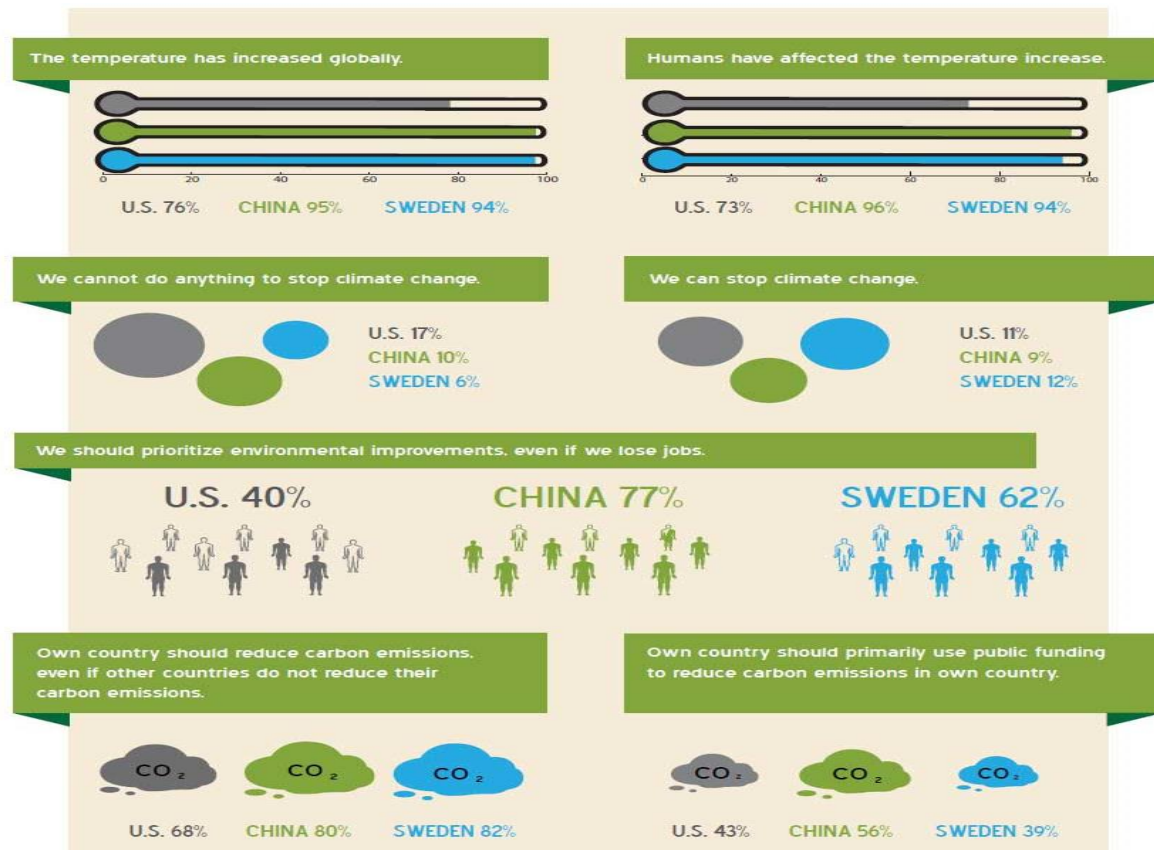 The temperature has increased globally.
0 20 40 60 80 100
U.S. 76% CHINA 95% SWEDEN 94%
Humans have affected the temperature increase.
0 20 40 60 80 100
U.S. 73% CHINA 96% SWEDEN 94%
We cannot do anything to stop climate change.
U.S. 17%
CHINA 10%
SWEDEN 6%
We can stop climate change.
U.S. 11%
CHINA 9%
SWEDEN 12%
We should prioritize environmental improvements, even if we lose jobs.
U.S. 40% CHINA 77% SWEDEN 62%
Own country should reduce carbon emissions,
even if other countries do not reduce their
carbon emissions.
CO₂ CO₂ CO₂
U.S. 68% CHINA 80% SWEDEN 82%
Own country should primarily use public funding
to reduce carbon emissions in own country.
CO₂ CO₂ CO₂
U.S. 43% CHINA 56% SWEDEN 39%